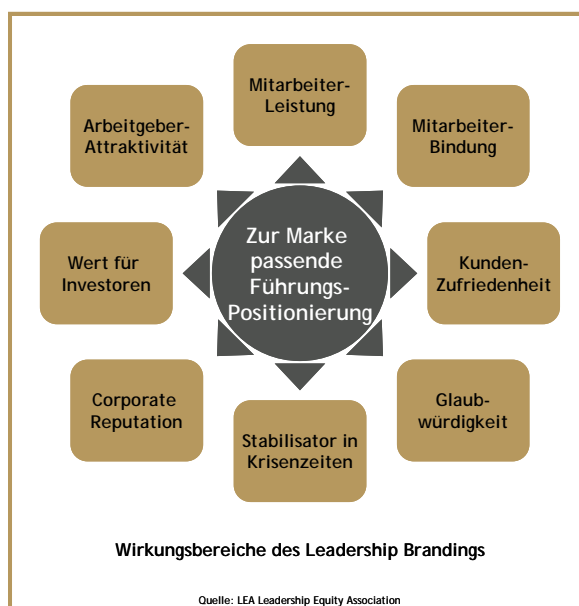 Mitarbeiter-
Leistung
Arbeitgeber-
Attraktivität
Mitarbeiter-
Bindung
Zur Marke
passende
Führungs-
Positionierung
Wert für
Investoren
Kunden-
Zufriedenheit
Corporate
Reputation
Glaub-
würdigkeit
Stabilisator in
Krisenzeiten
Wirkungsbereiche des Leadership Brandings
Quelle: LEA Leadership Equity Association